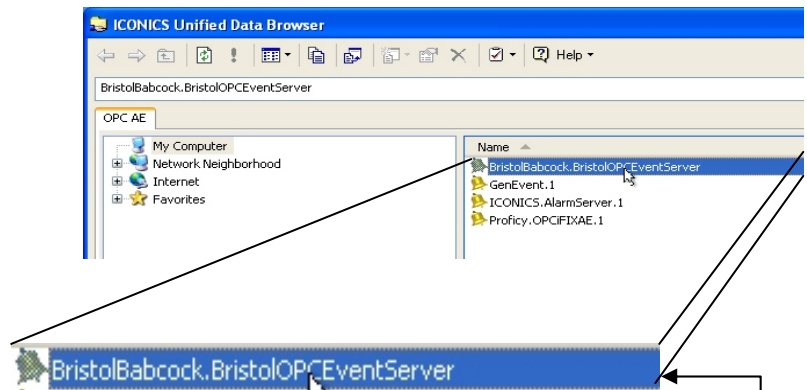 ICONICS Unified Data Browser
Help
BristolBabcock.BristolOPCEventServer
OPC AE
My Computer
Network Neighborhood
Internet
Favorites
Name
BristolBabcock.BristolOPCEventServer
GenEvent.1
ICONICS.AlarmServer.1
Proficy.OPCiFIXAE.1
BristolBabcock.BristolOPCEventServer